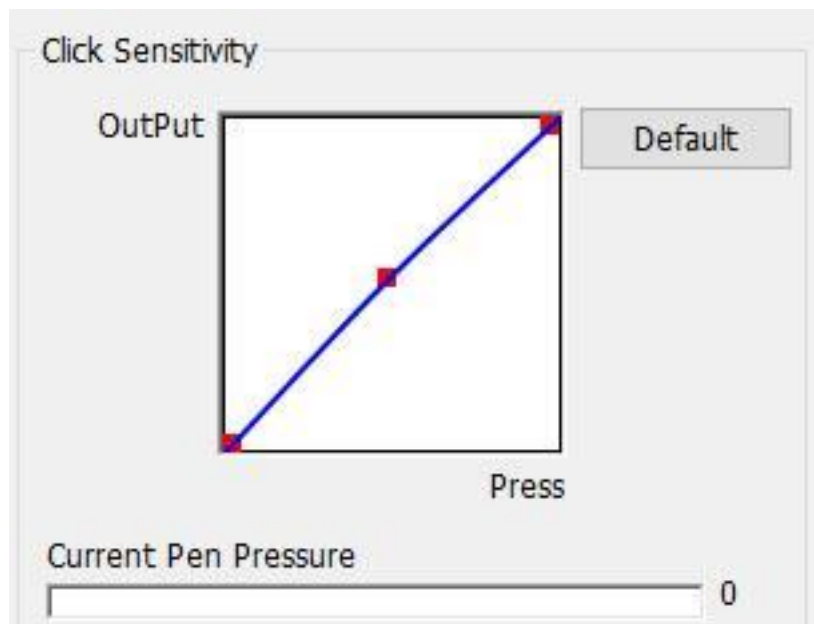 Click Sensitivity
OutPut
Default
Press
Current Pen Pressure
0